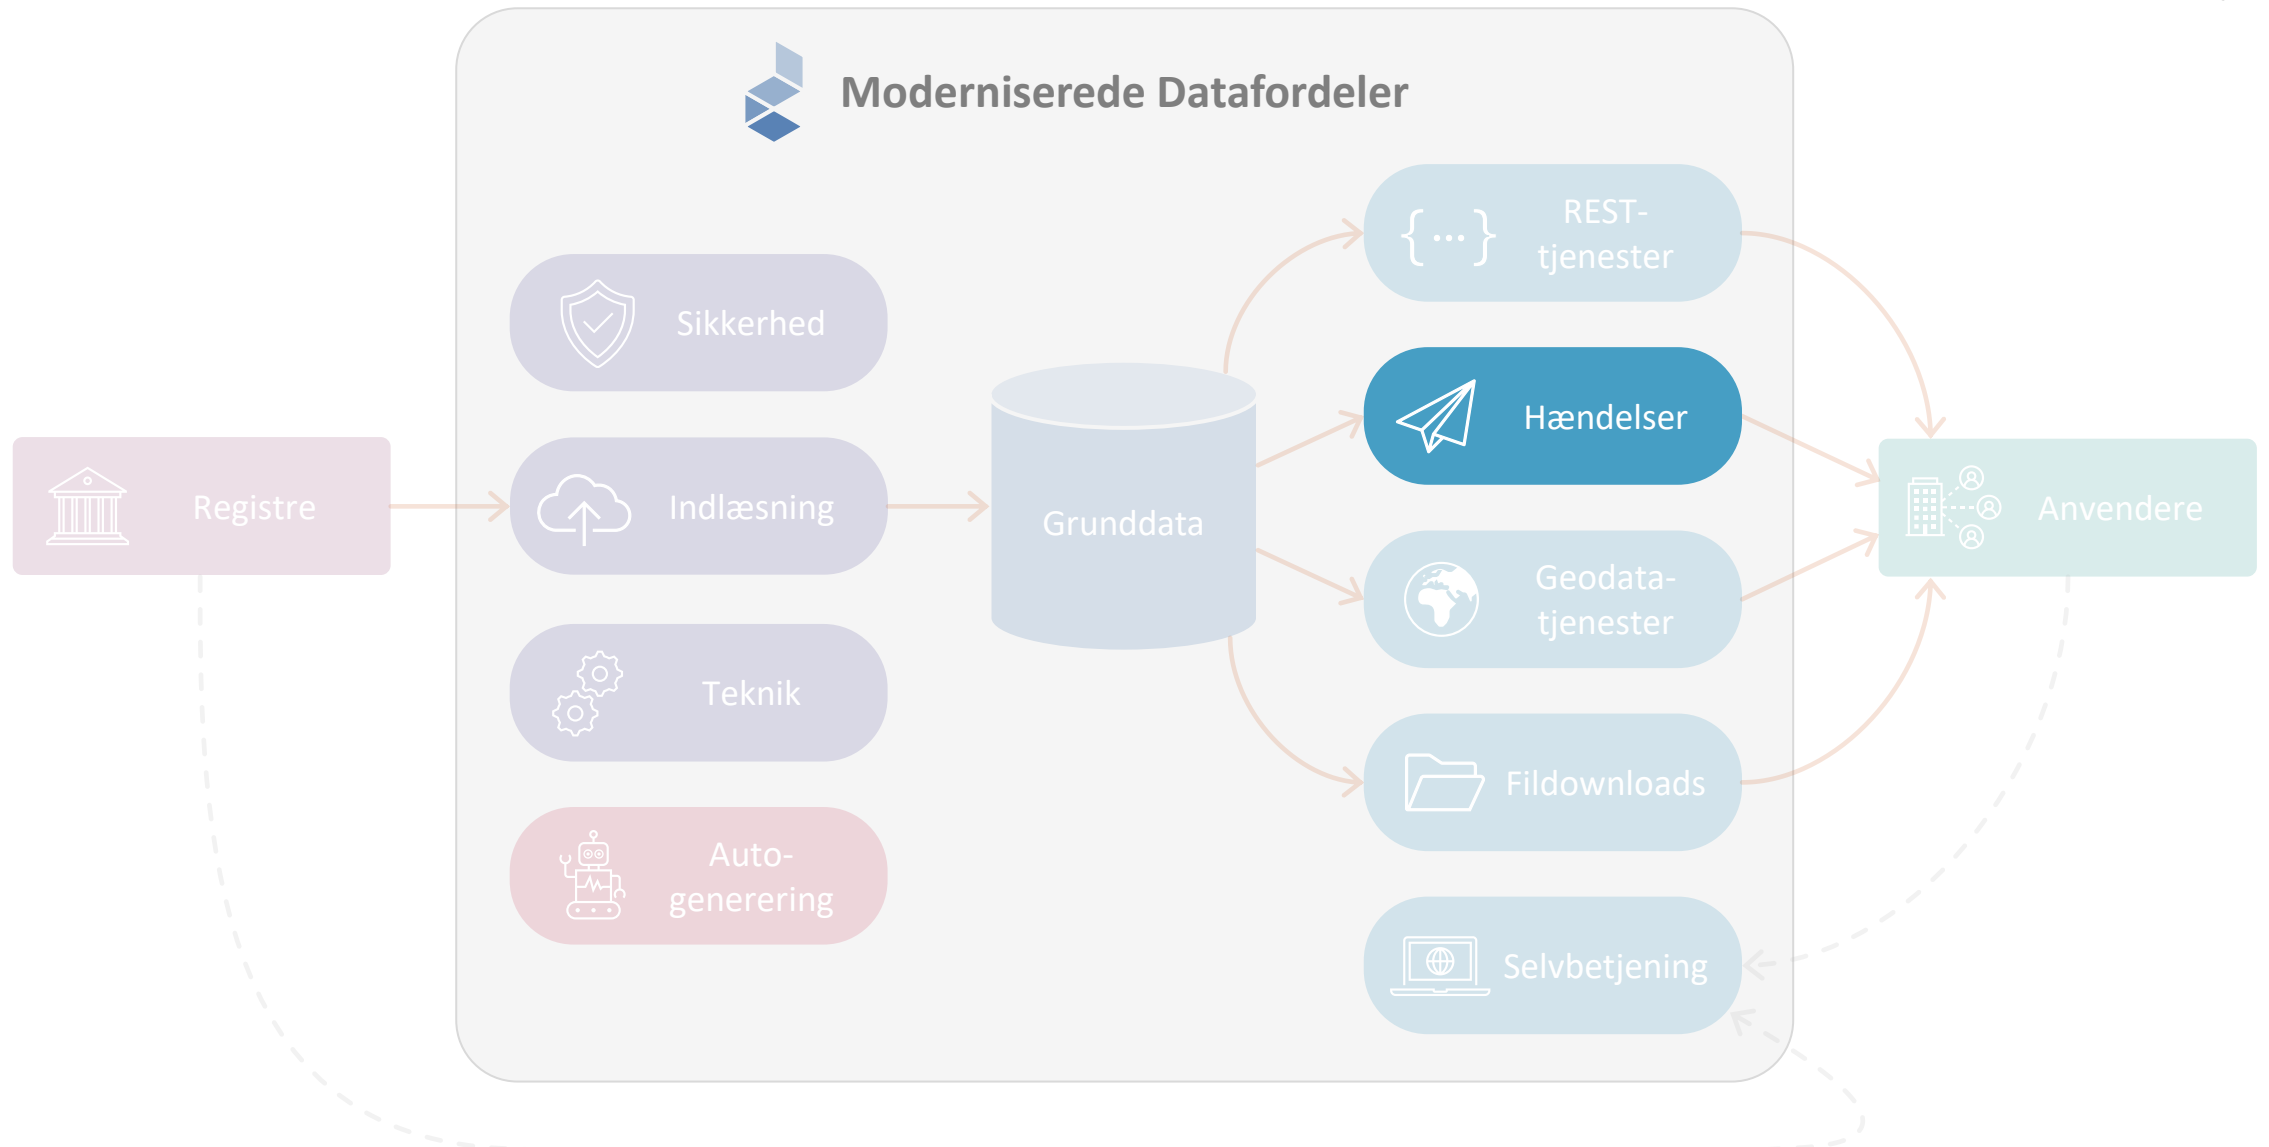 Moderniserede Datafordeler
REST-
tjenester
Sikkerhed
Hændelser
Registre
Indlæsning
Grunddata
Anvendere
Geodata-
tjenester
Teknik
Fildownloads
Auto-
generering
Selvbetjening